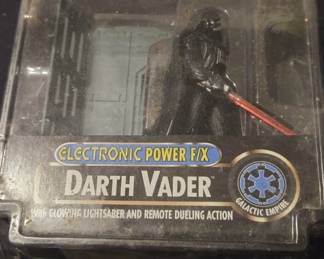 ELECTRONIC POWER F/X
DARTH VADER
WITH GLOWING LIGHTSABER AND REMOTE DUELING ACTION
GALACTIC EMPIRE